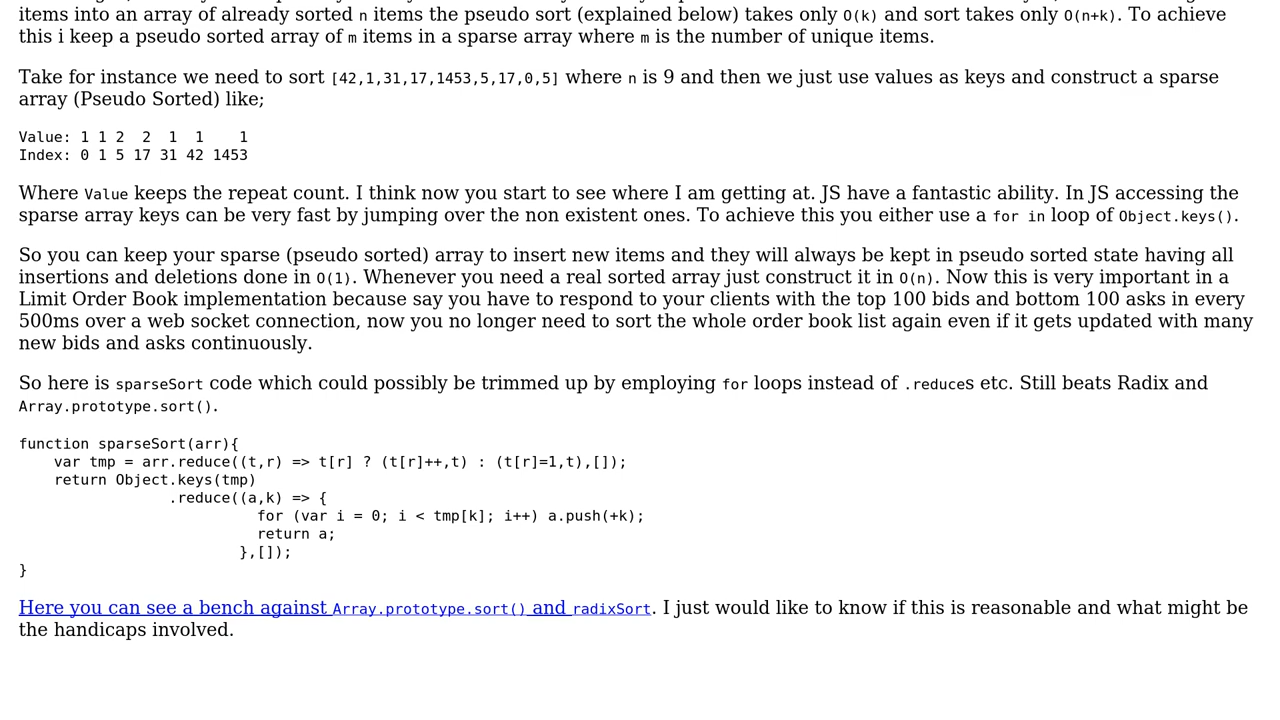 items into an array of already sorted n items the pseudo sort (explained below) takes only O(k) and sort takes only O(n+k). To achieve
this i keep a pseudo sorted array of m items in a sparse array where m is the number of unique items.
Take for instance we need to sort [42,1,31,17,1453,5,17,0,5] where n is 9 and then we just use values as keys and construct a sparse
array (Pseudo Sorted) like;
Value: 1 1 2  2  1  1    1
Index: 0 1 5 17 31 42 1453
Where Value keeps the repeat count. I think now you start to see where I am getting at. JS have a fantastic ability. In JS accessing the
sparse array keys can be very fast by jumping over the non existent ones. To achieve this you either use a for in loop of Object.keys().
So you can keep your sparse (pseudo sorted) array to insert new items and they will always be kept in pseudo sorted state having all
insertions and deletions done in O(1). Whenever you need a real sorted array just construct it in O(n). Now this is very important in a
Limit Order Book implementation because say you have to respond to your clients with the top 100 bids and bottom 100 asks in every
500ms over a web socket connection, now you no longer need to sort the whole order book list again even if it gets updated with many
new bids and asks continuously.
So here is sparseSort code which could possibly be trimmed up by employing for loops instead of .reduces etc. Still beats Radix and
Array.prototype.sort().
function sparseSort(arr){
    var tmp = arr.reduce((t,r) => t[r] ? (t[r]++,t) : (t[r]=1,t),[]);
    return Object.keys(tmp)
                 .reduce((a,k) => {
                           for (var i = 0; i < tmp[k]; i++) a.push(+k);
                           return a;
                         },[]);
}
Here you can see a bench against Array.prototype.sort() and radixSort. I just would like to know if this is reasonable and what might be
the handicaps involved.